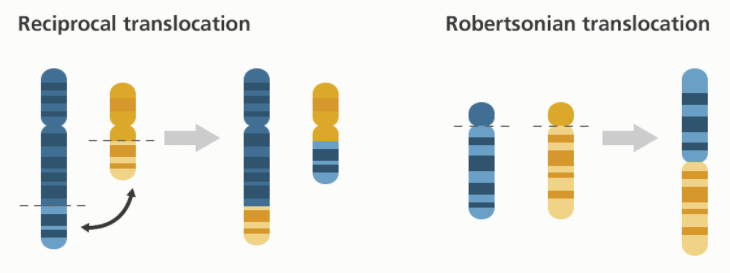 Reciprocal translocation
Robertsonian translocation